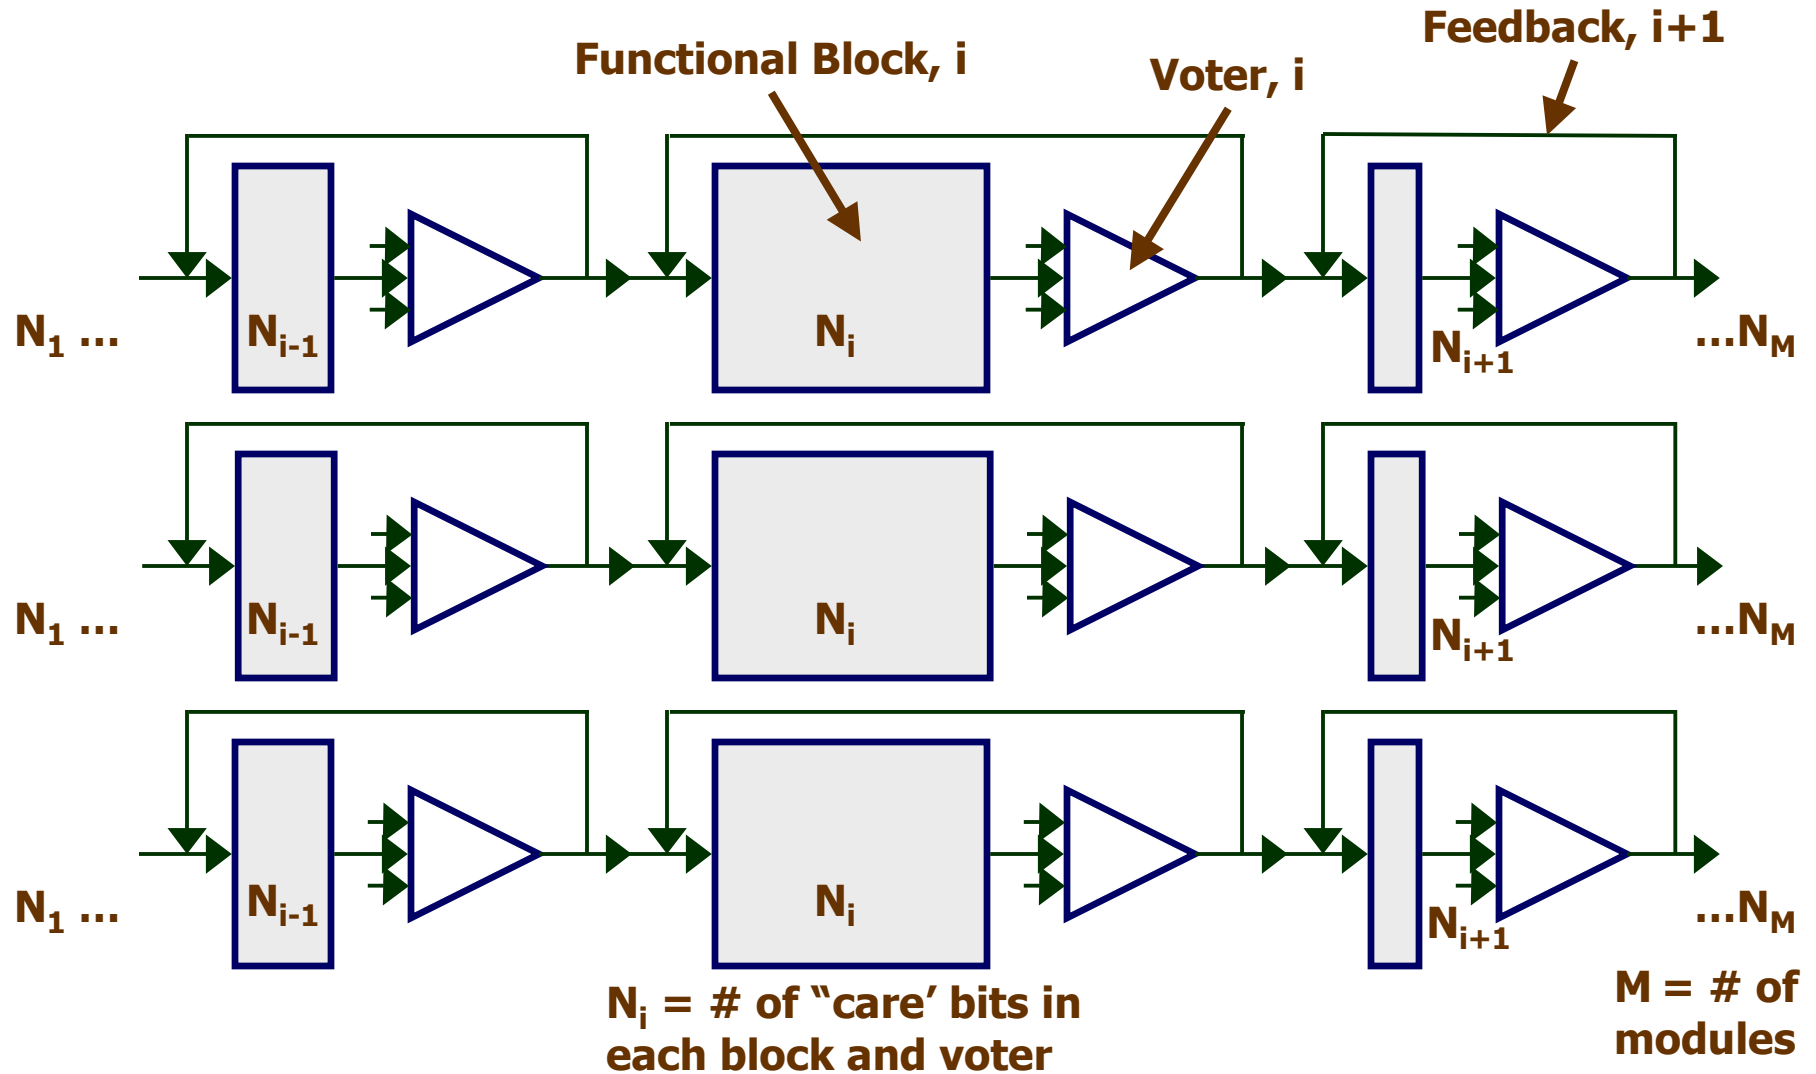 Feedback, i+1
Functional Block, i
Voter, i
N1 ...
Ni-1
Ni
Ni+1
...NM
N1 ...
Ni-1
Ni
Ni+1
...NM
N1 ...
Ni-1
Ni
Ni+1
...NM
Ni = # of “care’ bits in
each block and voter
M = # of
modules